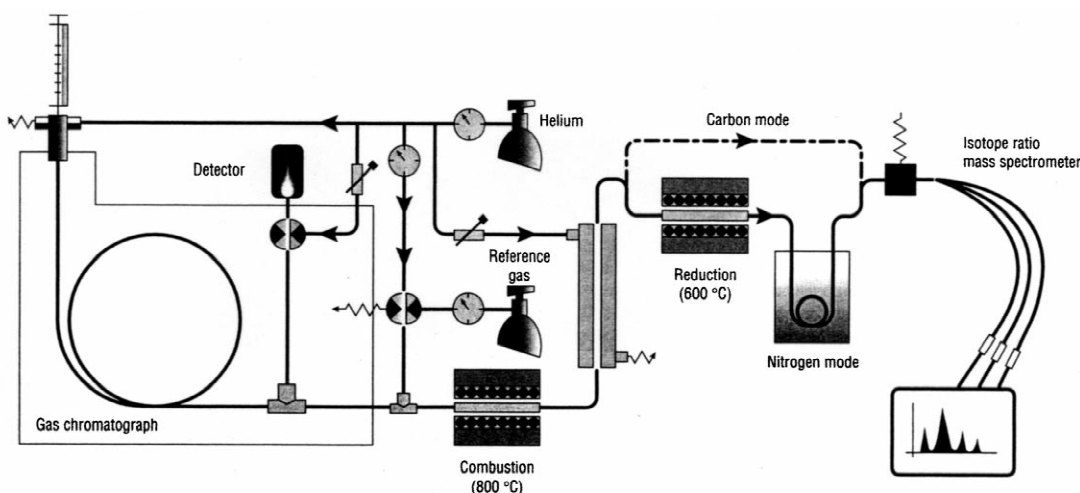 Helium
Carbon mode
Isotope ratio
mass spectrometer
Detector
Reference
gas
Reduction
(600 °C)
Nitrogen mode
Gas chromatograph
Combustion
(800 °C)